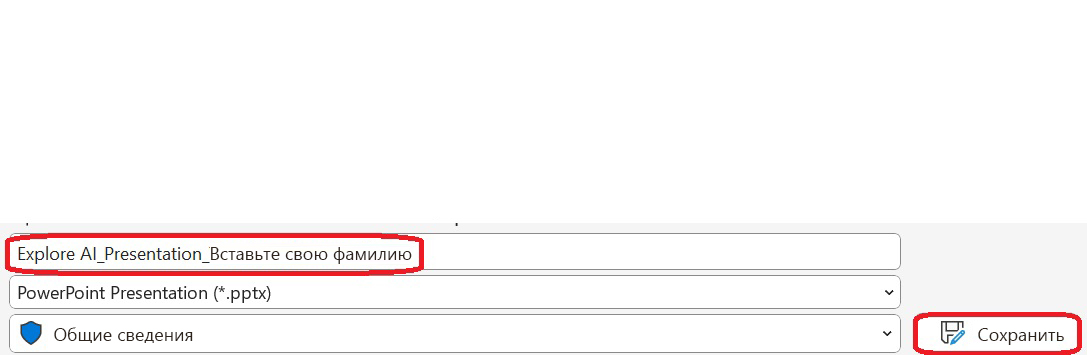 Explore AI_Presentation_Вставьте свою фамилию
PowerPoint Presentation (*.pptx)
Общие сведения
Сохранить